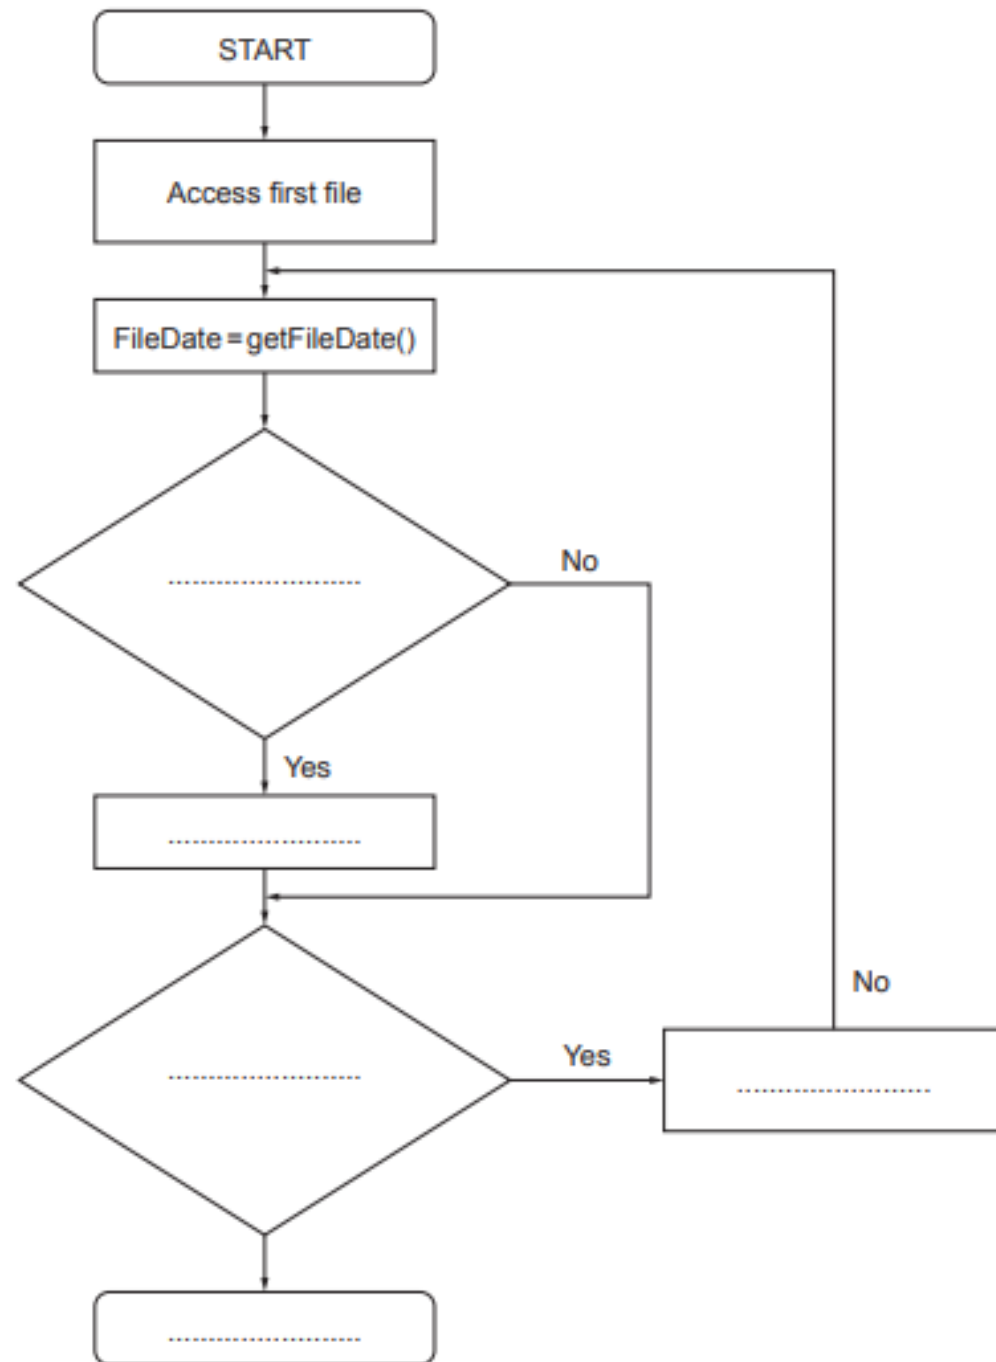 START
Access first file
FileDate = getFileDate()
No
Yes
No
Yes